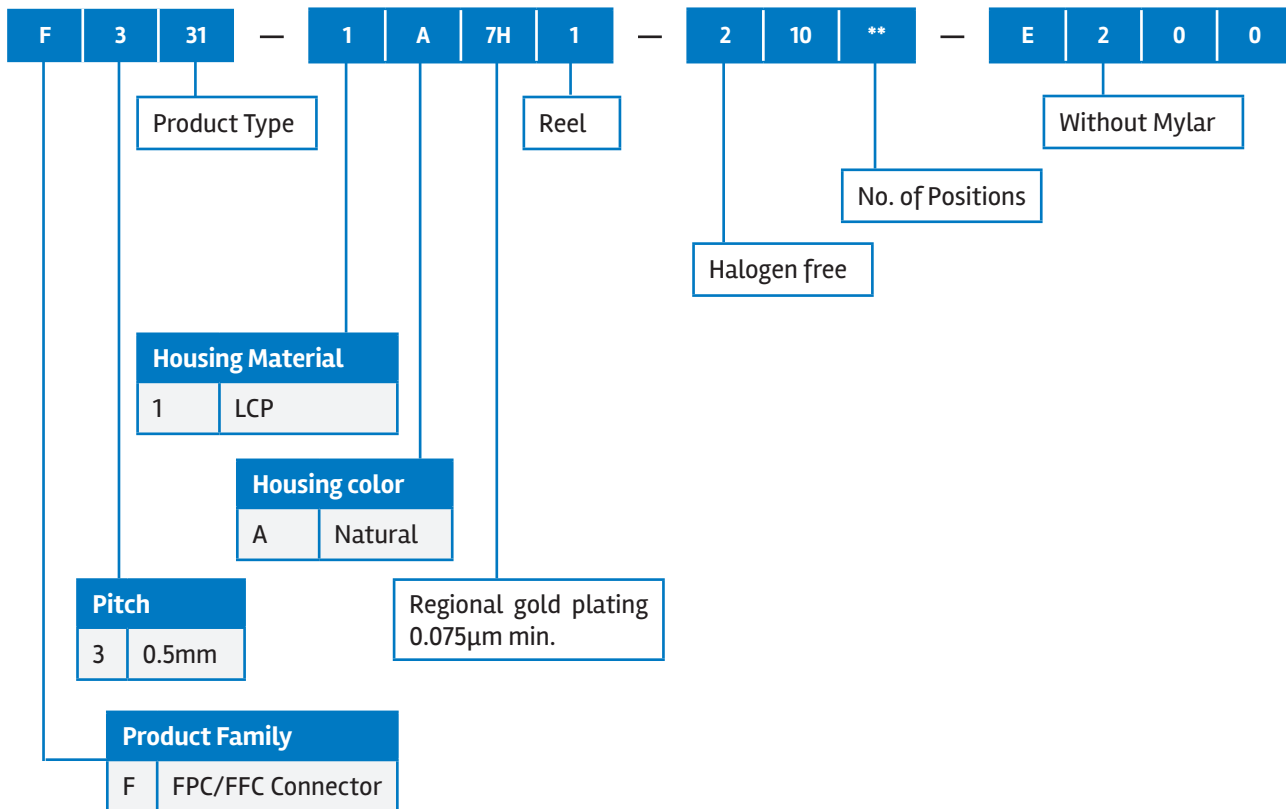 F 3 31 — 1 A 7H 1 — 2 10 ** — E 2 0 0
Product Type
Reel
Without Mylar
No. of Positions
Halogen free
Housing Material
1 LCP
Housing color
A Natural
Pitch
3 0.5mm
Regional gold plating
0.075µm min.
Product Family
F FPC/FFC Connector